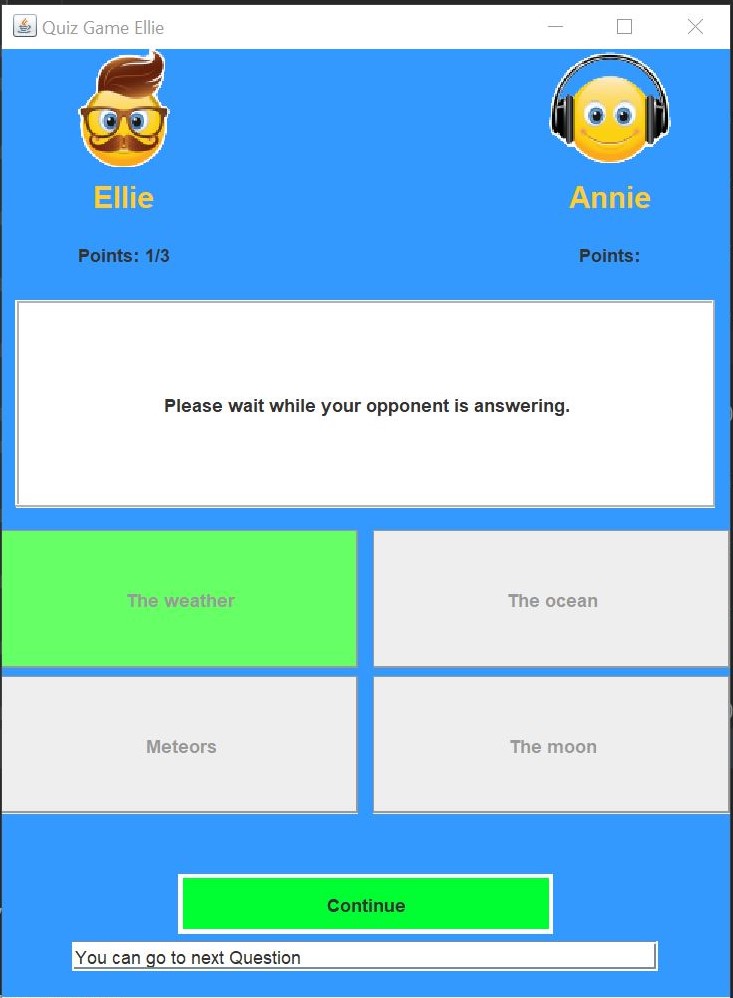 Quiz Game Ellie
Ellie
Annie
Points: 1/3
Points:
Please wait while your opponent is answering.
The weather
The ocean
Meteors
The moon
Continue
You can go to next Question